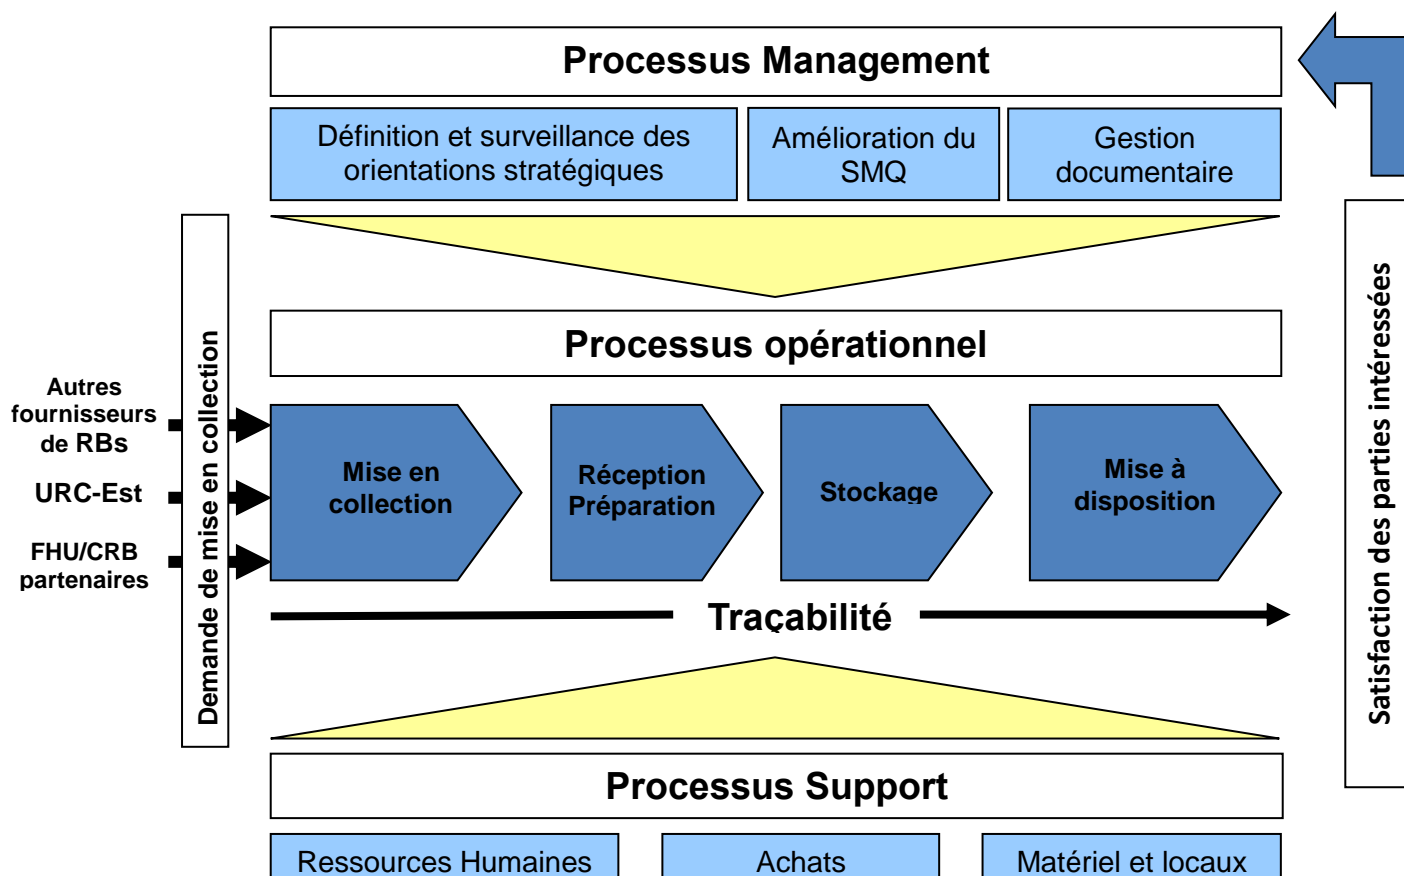 Processus Management
Définition et surveillance des
orientations stratégiques
Amélioration du
SMQ
Gestion
documentaire
Demande de mise en collection
Satisfaction des parties intéressées
Processus opérationnel
Autres
fournisseurs
de RBs
URC-Est
FHU/CRB
partenaires
Mise en
collection
Réception
Préparation
Stockage
Mise à
disposition
Traçabilité
Processus Support
Ressources Humaines
Achats
Matériel et locaux